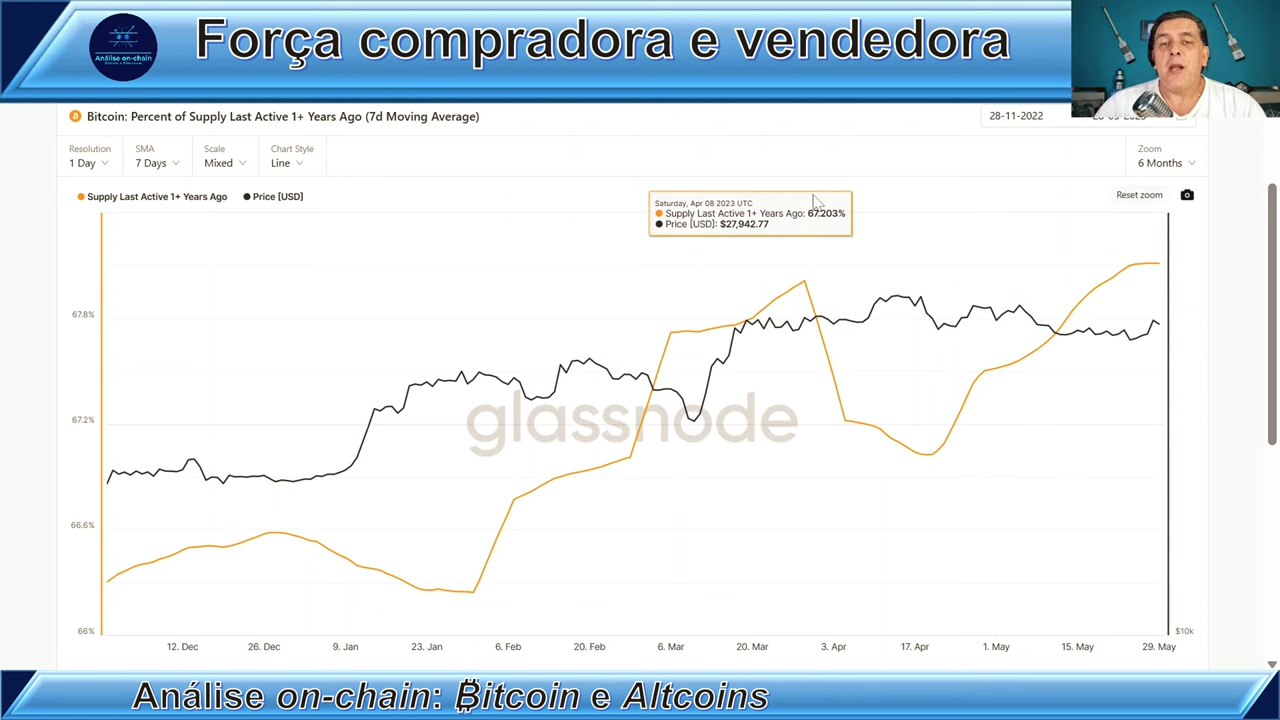 Força compradora e vendedora
Análise on-chain
Bitcoin: Percent of Supply Last Active 1+ Years Ago (7d Moving Average)
28-11-2022
Resolution
1 Day
SMA
7 Days
Scale
Mixed
Chart Style
Line
Zoom
6 Months
Supply Last Active 1+ Years Ago
Price [USD]
Reset zoom
Saturday, Apr 08 2023 UTC
Supply Last Active 1+ Years Ago: 67.203%
Price [USD]: $27,942.77
67.8%
67.2%
66.6%
66%
$10k
glassnode
12. Dec
26. Dec
9. Jan
23. Jan
6. Feb
20. Feb
6. Mar
20. Mar
3. Apr
17. Apr
1. May
15. May
29. May
Análise on-chain: ₿itcoin e Altcoins